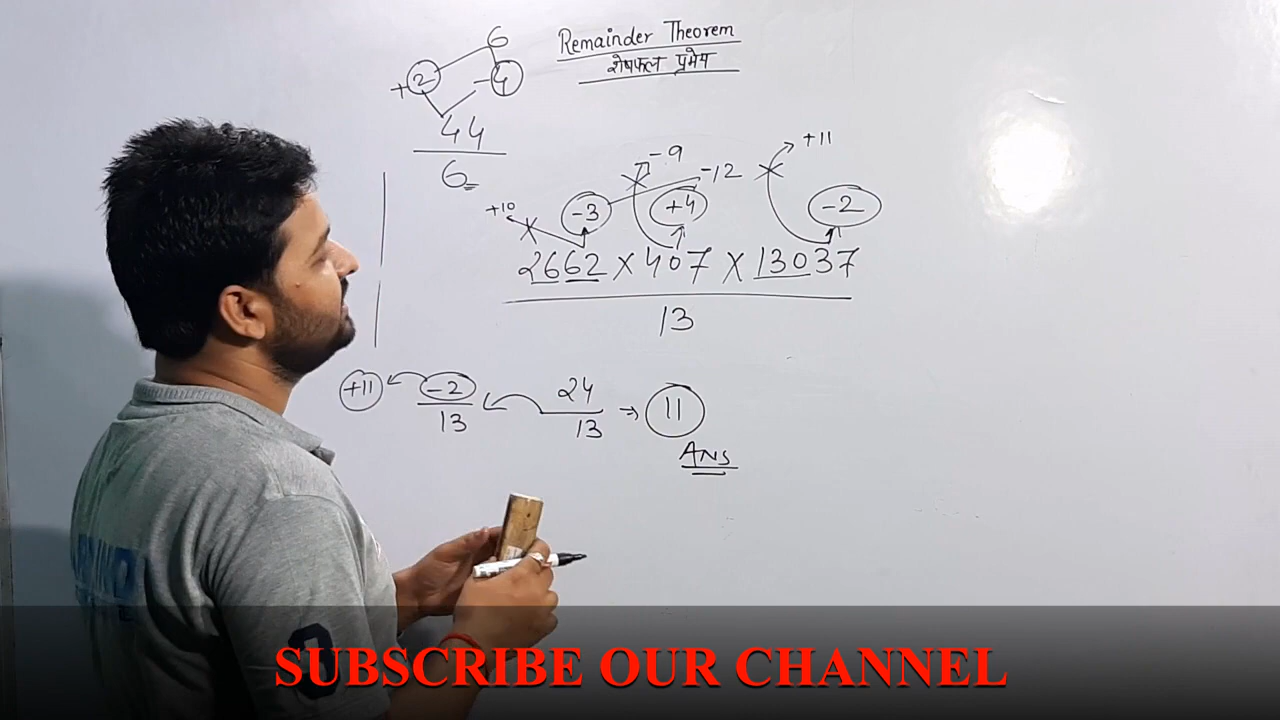 Remainder Theorem
शेषफल प्रमेय
6
+ 2 -4
44
6
-9 -12 +11
+10 -3 +4 -2
2662 X 407 X 13037
13
+11 -2 24 11
13 13
Ans
SUBSCRIBE OUR CHANNEL